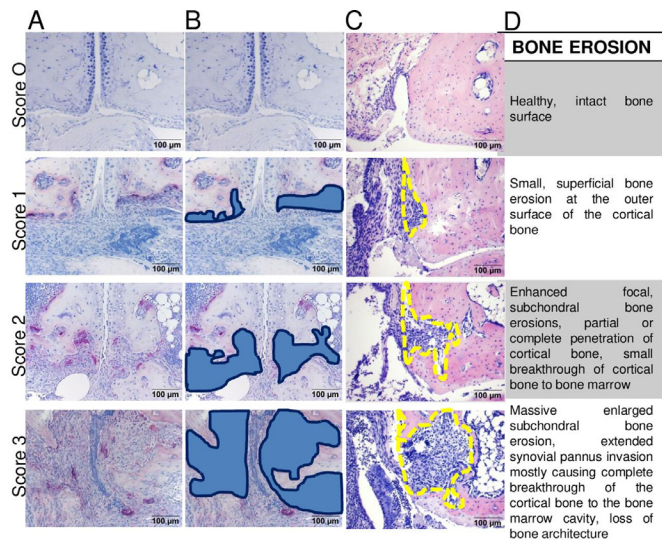 A B C D
BONE EROSION
Score O
100 µm 100 µm 100 µm
Healthy, intact bone
surface
Score 1
100 µm 100 µm 100 µm
Small, superficial bone
erosion at the outer
surface of the cortical
bone
Score 2
100 µm 100 µm 100 µm
Enhanced focal,
subchondral bone
erosions, partial or
complete penetration of
cortical bone, small
breakthrough of cortical
bone to bone marrow
Score 3
100 µm 100 µm 100 µm
Massive enlarged
subchondral bone
erosion, extended
synovial pannus invasion
mostly causing complete
breakthrough of the
cortical bone to the bone
marrow cavity, loss of
bone architecture